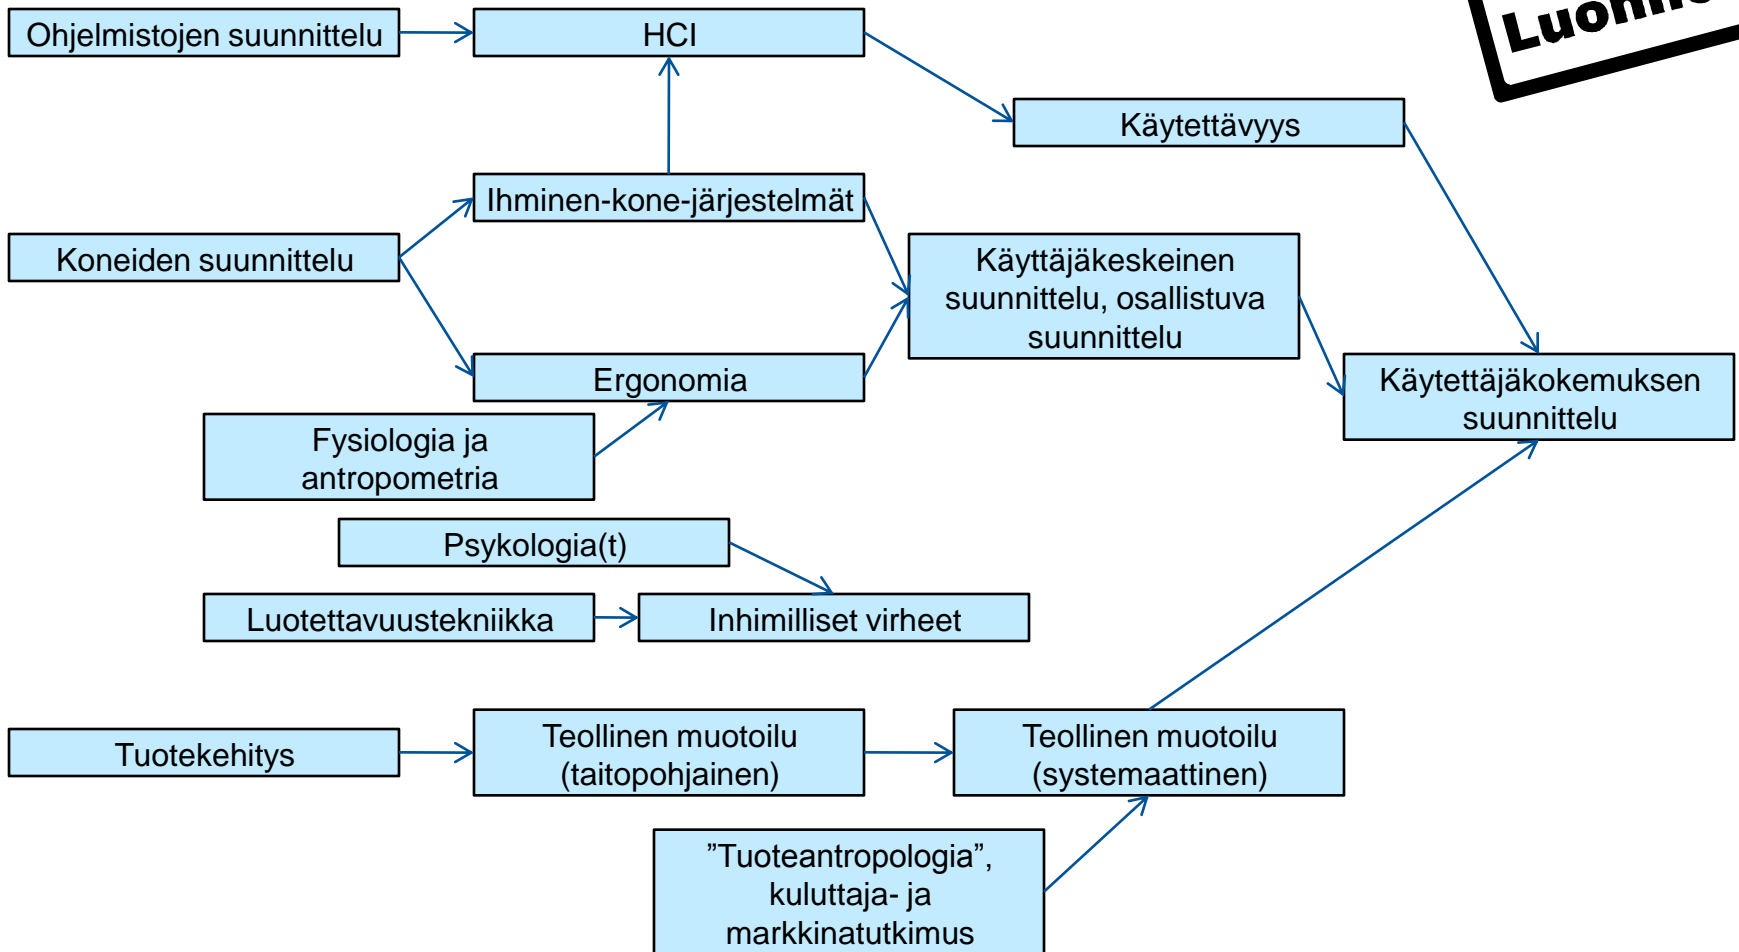 Ohjelmistojen suunnittelu
HCI
Käytettävyys
Ihminen-kone-järjestelmät
Koneiden suunnittelu
Käyttäjäkeskeinen
suunnittelu, osallistuva
suunnittelu
Ergonomia
Käytettäjäkokemuksen
suunnittelu
Fysiologia ja
antropometria
Psykologia(t)
Luotettavuustekniikka
Inhimilliset virheet
Tuotekehitys
Teollinen muotoilu
(taitopohjainen)
Teollinen muotoilu
(systemaattinen)
”Tuoteantropologia”,
kuluttaja- ja
markkinatutkimus